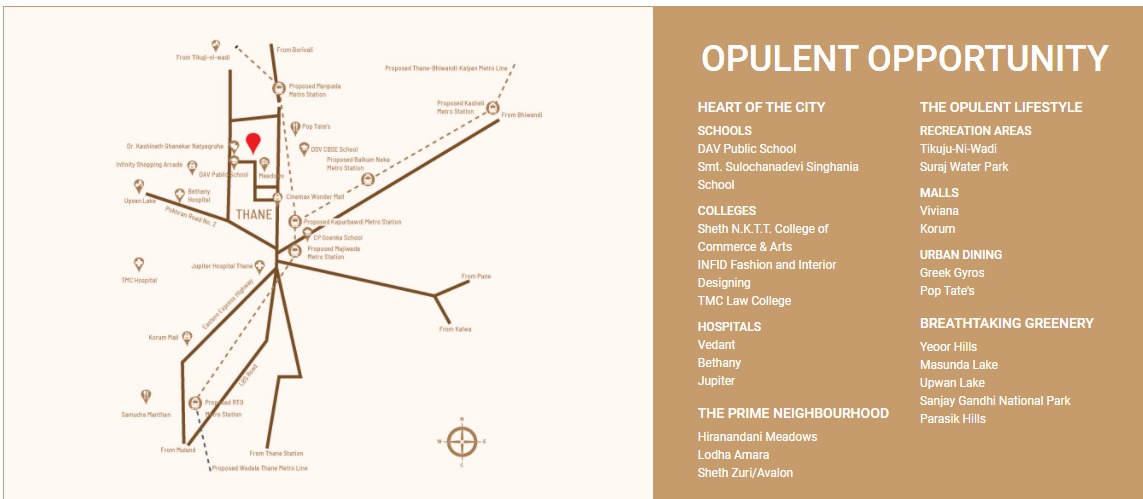 From Tikuji-ni-wadi
From Borivali
Proposed Thane-Bhiwandi-Kalyan Metro Line
Proposed Manpada
Metro Station
Proposed Kasheli
Metro Station
From Bhiwandi
Pop Tate's
Dr. Kashinath Ghanekar Natyagruha
DSV CBSE School
Proposed Balkum Naka
Metro Station
Infinity Shopping Arcade
DAV Public School
Meadows
Upvan Lake
Bethany
Hospital
Cinemax Wonder Mall
Pokhran Road No. 2
THANE
Proposed Kapurbawdi Metro Station
CP Goenka School
Proposed Majiwada
Metro Station
TMC Hospital
Jupiter Hospital Thane
From Pune
Eastern Express Highway
From Kalwa
Korum Mall
LBS Road
Proposed RTO
Metro Station
Samudra Manthan
N
W
E
S
From Mulund
From Thane Station
Proposed Wadala Thane Metro Line
OPULENT OPPORTUNITY
HEART OF THE CITY
SCHOOLS
DAV Public School
Smt. Sulochanadevi Singhania
School
COLLEGES
Sheth N.K.T.T. College of
Commerce & Arts
INFID Fashion and Interior
Designing
TMC Law College
HOSPITALS
Vedant
Bethany
Jupiter
THE PRIME NEIGHBOURHOOD
Hiranandani Meadows
Lodha Amara
Sheth Zuri/Avalon
THE OPULENT LIFESTYLE
RECREATION AREAS
Tikuju-Ni-Wadi
Suraj Water Park
MALLS
Viviana
Korum
URBAN DINING
Greek Gyros
Pop Tate's
BREATHTAKING GREENERY
Yeoor Hills
Masunda Lake
Upwan Lake
Sanjay Gandhi National Park
Parasik Hills